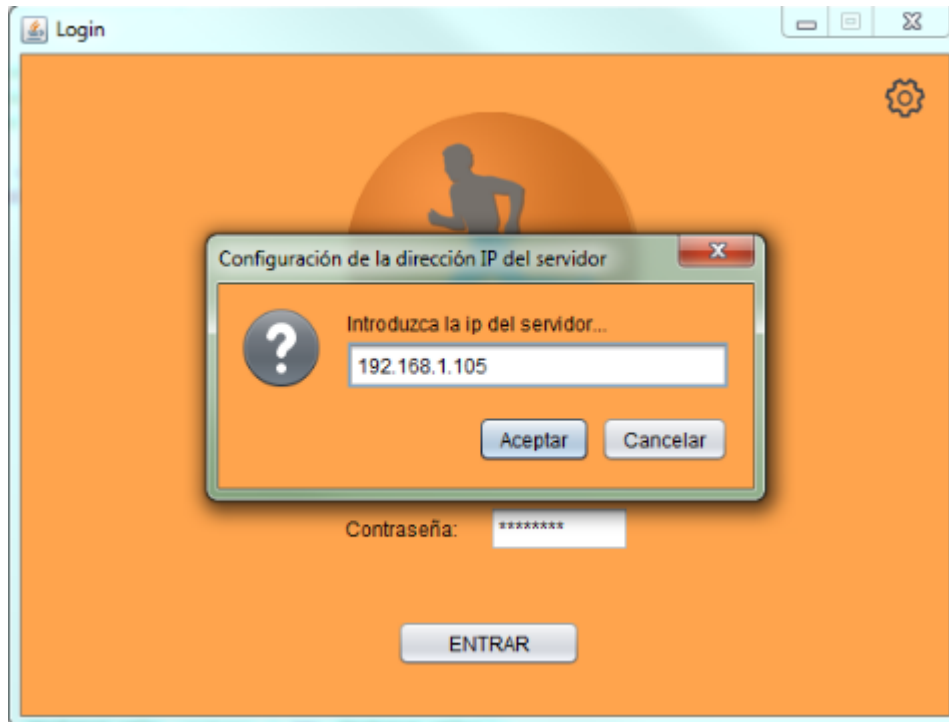 Login
Configuración de la dirección IP del servidor
Introduzca la ip del servidor...
192.168.1.105
Aceptar Cancelar
Contraseña: ********
ENTRAR